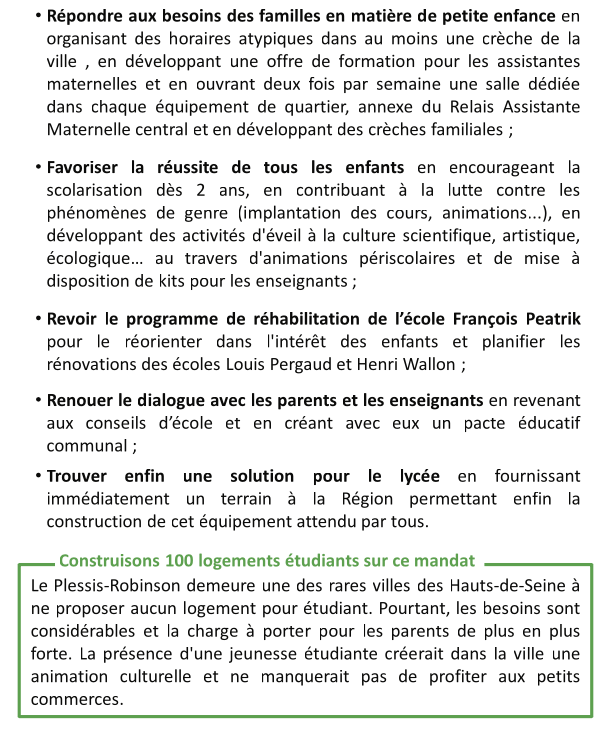 • Répondre aux besoins des familles en matière de petite enfance en
organisant des horaires atypiques dans au moins une crèche de la
ville , en développant une offre de formation pour les assistantes
maternelles et en ouvrant deux fois par semaine une salle dédiée
dans chaque équipement de quartier, annexe du Relais Assistante
Maternelle central et en développant des crèches familiales ;
• Favoriser la réussite de tous les enfants en encourageant la
scolarisation dès 2 ans, en contribuant à la lutte contre les
phénomènes de genre (implantation des cours, animations...), en
développant des activités d'éveil à la culture scientifique, artistique,
écologique… au travers d'animations périscolaires et de mise à
disposition de kits pour les enseignants ;
• Revoir le programme de réhabilitation de l’école François Peatrik
pour le réorienter dans l'intérêt des enfants et planifier les
rénovations des écoles Louis Pergaud et Henri Wallon ;
• Renouer le dialogue avec les parents et les enseignants en revenant
aux conseils d’école et en créant avec eux un pacte éducatif
communal ;
• Trouver enfin une solution pour le lycée en fournissant
immédiatement un terrain à la Région permettant enfin la
construction de cet équipement attendu par tous.
Construisons 100 logements étudiants sur ce mandat
Le Plessis-Robinson demeure une des rares villes des Hauts-de-Seine à
ne proposer aucun logement pour étudiant. Pourtant, les besoins sont
considérables et la charge à porter pour les parents de plus en plus
forte. La présence d'une jeunesse étudiante créerait dans la ville une
animation culturelle et ne manquerait pas de profiter aux petits
commerces.